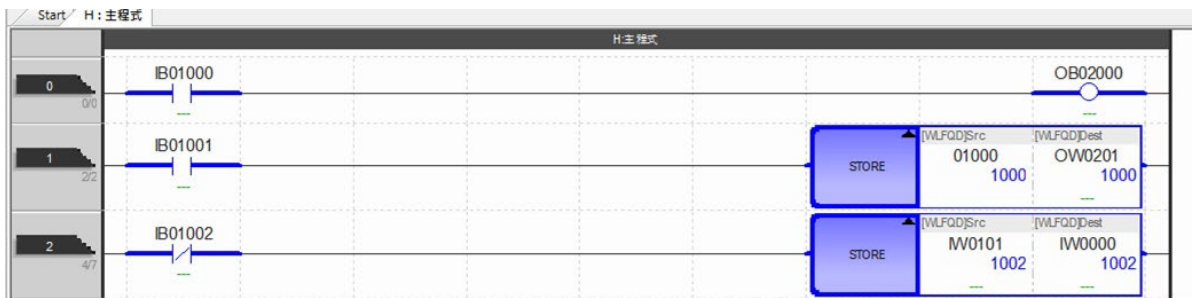 Start H : 主程式
H:主程式
0 0/0 IB01000 --- OB02000 ---
1 2/2 IB01001 --- STORE [WLFQD]Src 01000 1000 [WLFQD]Dest OW0201 1000 ---
2 4/7 IB01002 --- STORE [WLFQD]Src IW0101 1002 --- [WLFQD]Dest IW0000 1002 ---